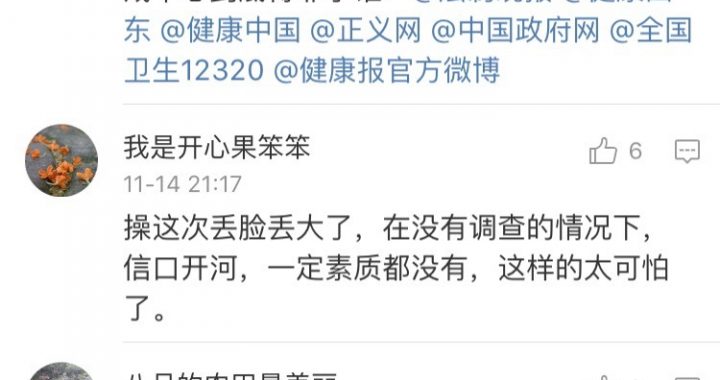 东 @健康中国 @正义网 @中国政府网 @全国
卫生12320 @健康报官方微博
我是开心果笨笨
6
11-14 21:17
操这次丢脸丢大了，在没有调查的情况下，
信口开河，一定素质都没有，这样的太可怕
了。